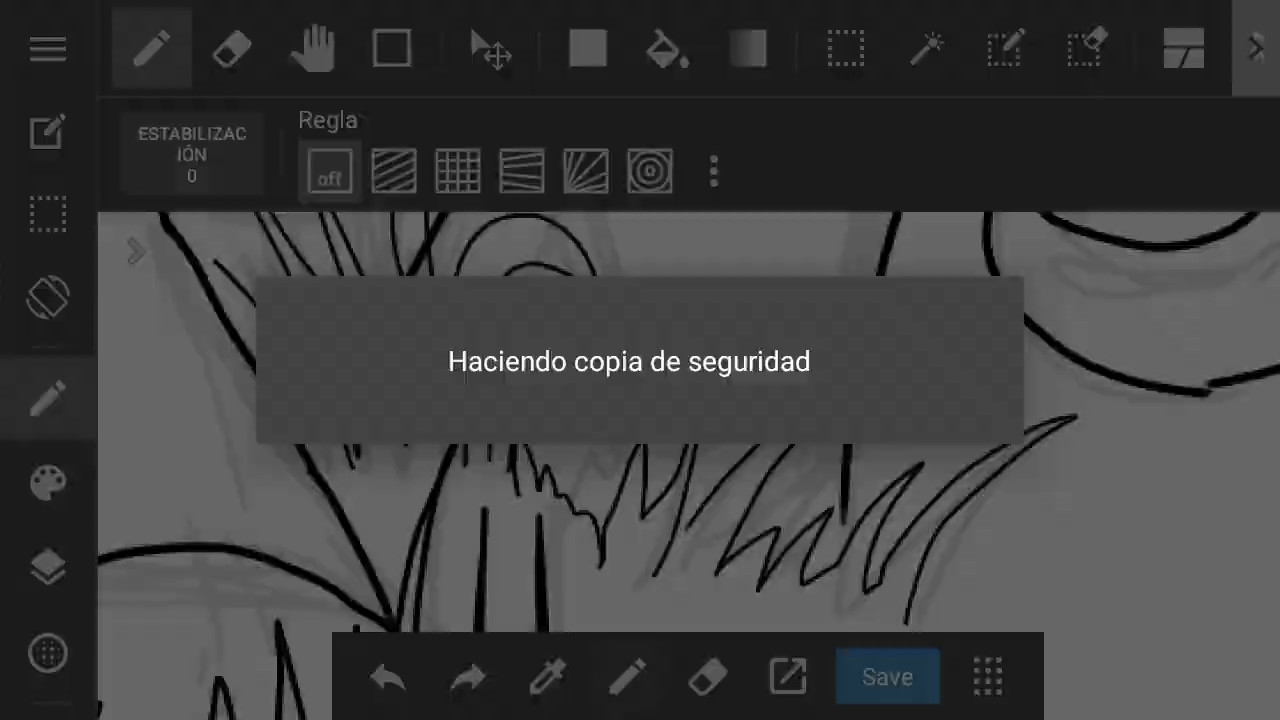 ESTABILIZAC
IÓN
0
Regla
off
Haciendo copia de seguridad
Save